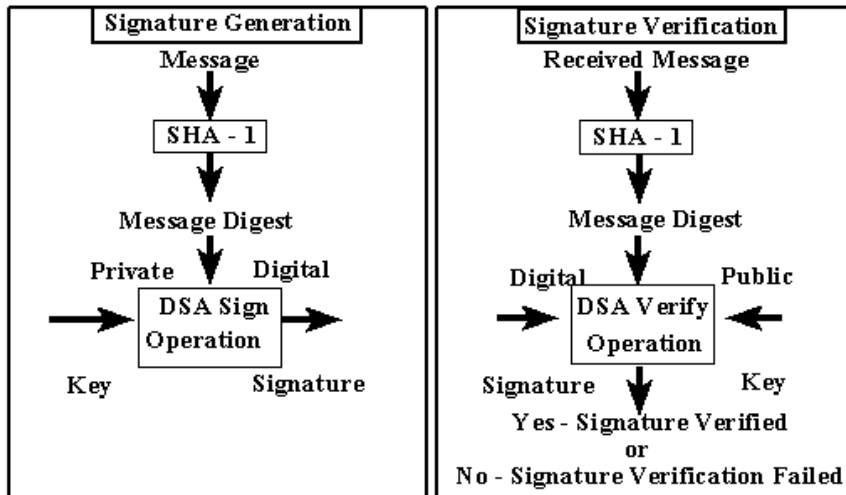 Signature Generation
Message
SHA - 1
Message Digest
Private
Digital
DSA Sign
Operation
Key
Signature
Signature Verification
Received Message
SHA - 1
Message Digest
Digital
Public
DSA Verify
Operation
Signature
Key
Yes - Signature Verified
or
No - Signature Verification Failed